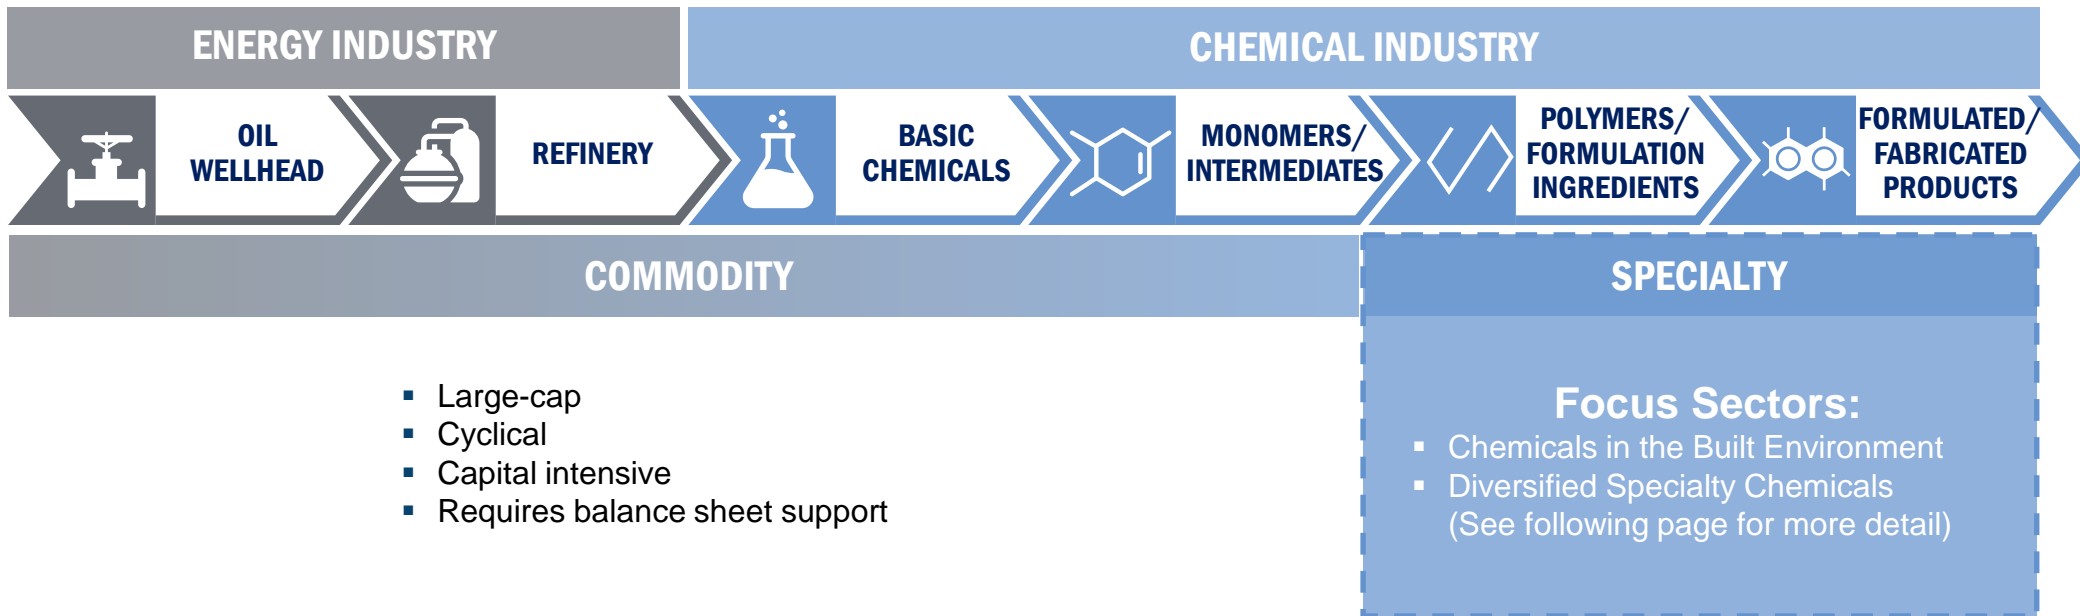 ENERGY INDUSTRY
CHEMICAL INDUSTRY
OIL
WELLHEAD
REFINERY
BASIC
CHEMICALS
MONOMERS/
INTERMEDIATES
POLYMERS/
FORMULATION
INGREDIENTS
FORMULATED/
FABRICATED
PRODUCTS
COMMODITY
▪ Large-cap
▪ Cyclical
▪ Capital intensive
▪ Requires balance sheet support
SPECIALTY
Focus Sectors:
▪ Chemicals in the Built Environment
▪ Diversified Specialty Chemicals
(See following page for more detail)